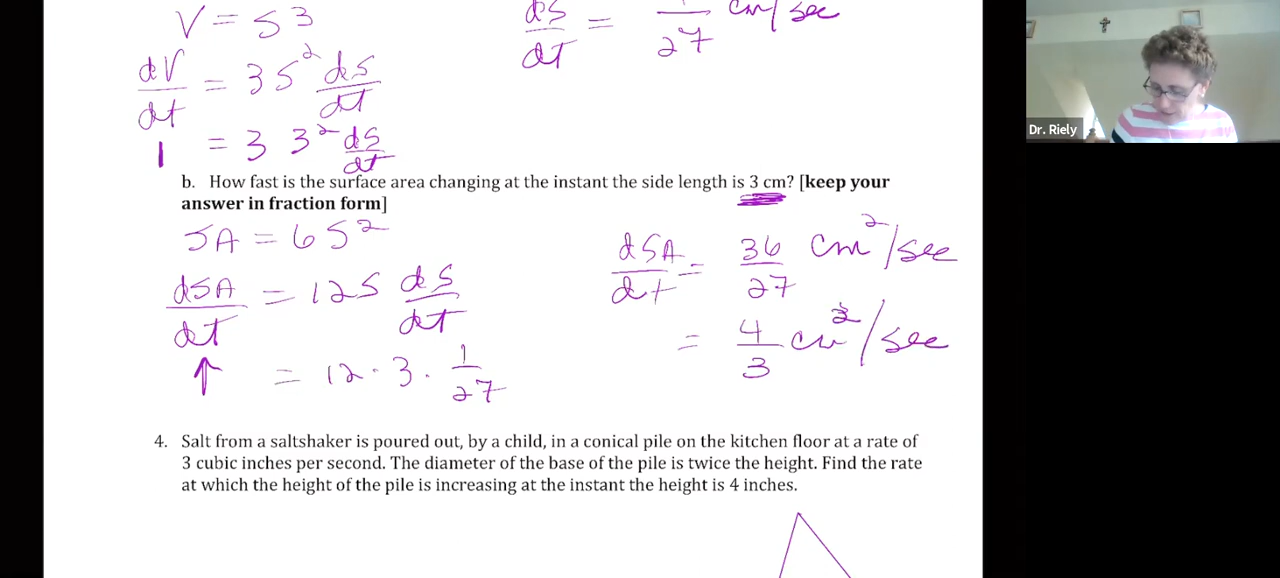 V = S3
dS/dt = 1/27 cm/sec
dV/dt = 3S² dS/dt
1 = 3 3² dS/dt
Dr. Riely
b. How fast is the surface area changing at the instant the side length is 3 cm? [keep your
answer in fraction form]
SA = 6S²
dSA/dt = 12S dS/dt
↑ = 12 · 3 · 1/27
dSA/dt = 36/27 cm²/sec
= 4/3 cm²/sec
4. Salt from a saltshaker is poured out, by a child, in a conical pile on the kitchen floor at a rate of
3 cubic inches per second. The diameter of the base of the pile is twice the height. Find the rate
at which the height of the pile is increasing at the instant the height is 4 inches.